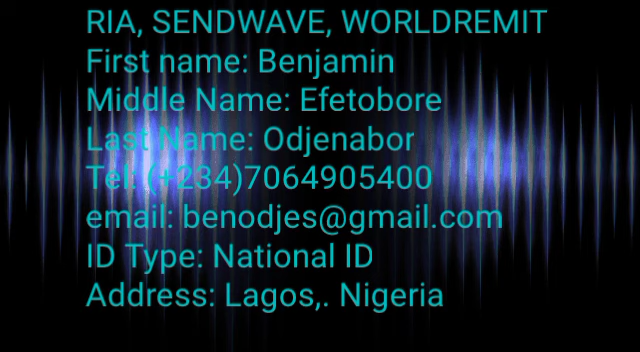 RIA, SENDWAVE, WORLDREMIT
First name: Benjamin
Middle Name: Efetobore
Last Name: Odjenabor
Tel: (+234)7064905400
email: benodjes@gmail.com
ID Type: National ID
Address: Lagos,. Nigeria